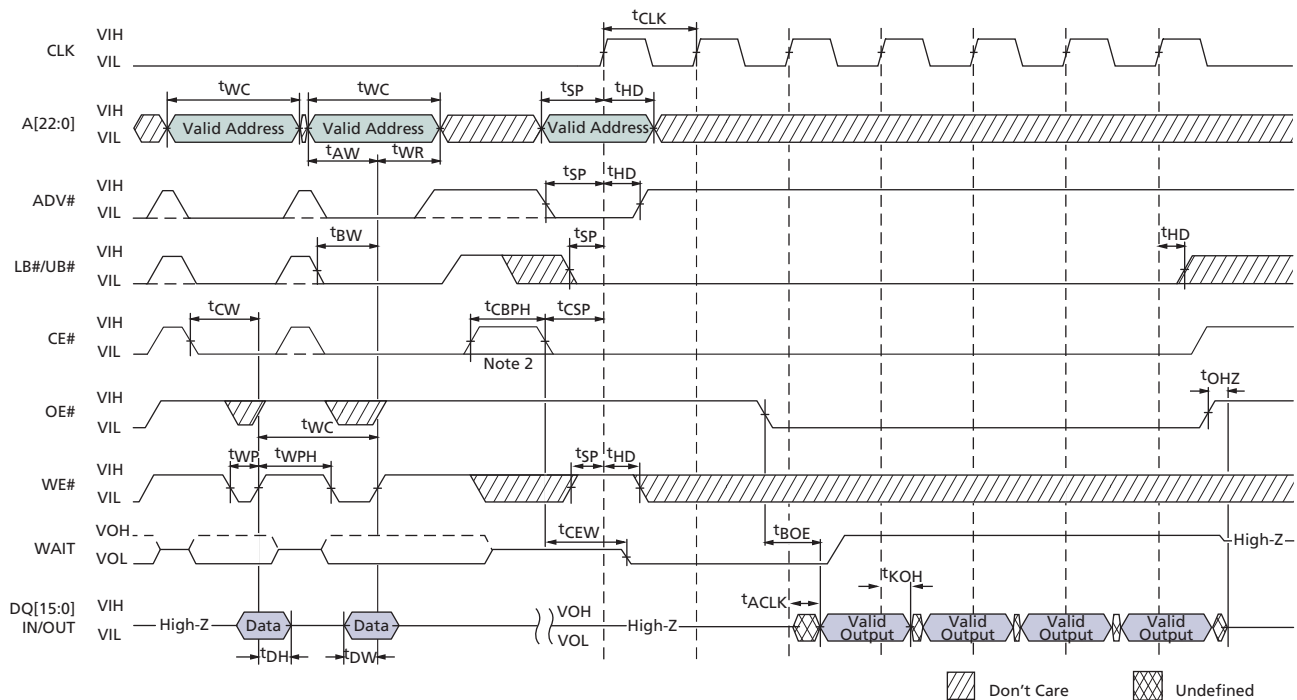 tCLK
VIH
CLK
VIL
tWC tWC tSP tHD
VIH
A[22:0]
Valid Address Valid Address Valid Address
VIL
tAW tWR
tSP tHD
VIH
ADV#
VIL
tBW tSP tHD
VIH
LB#/UB#
VIL
tCW tCBPH tCSP
VIH
CE#
VIL
Note 2
tOHZ
VIH
OE#
VIL
tWC
tWP tWPH tSP tHD
VIH
WE#
VIL
tCEW tBOE
VOH
WAIT
High-Z
VOL
tKOH
tACLK
DQ[15:0]
IN/OUT
VIH
VIL
High-Z Data Data
VOH
VOL
High-Z
Valid Output Valid Output Valid Output Valid Output
tDH tDW
Don't Care Undefined